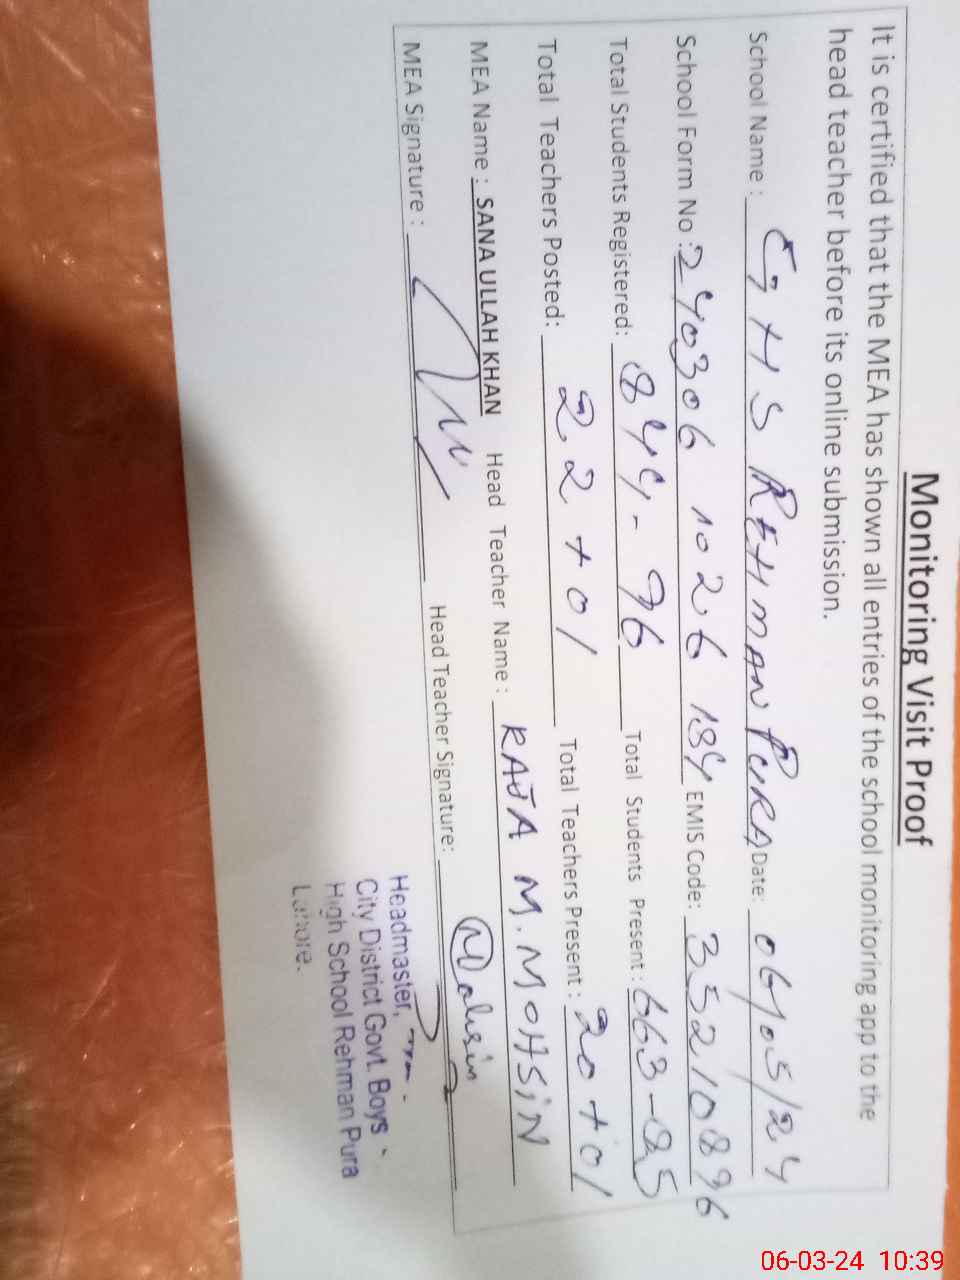 Monitoring Visit Proof
It is certified that the MEA has shown all entries of the school monitoring app to the
head teacher before its online submission.
School Name : G H S REHMAN PURA Date: 06/03/24
School Form No : 240306 1026 184 EMIS Code: 35210896
Total Students Registered: 844 - 96 Total Students Present : 663 - 85
Total Teachers Posted: 22 + 01 Total Teachers Present : 20 + 01
MEA Name : SANA ULLAH KHAN Head Teacher Name : RAJA M. MOHSIN
MEA Signature : Head Teacher Signature: Mohsin
Headmaster,
City District Govt. Boys
High School Rehman Pura
Lahore.
06-03-24 10:39